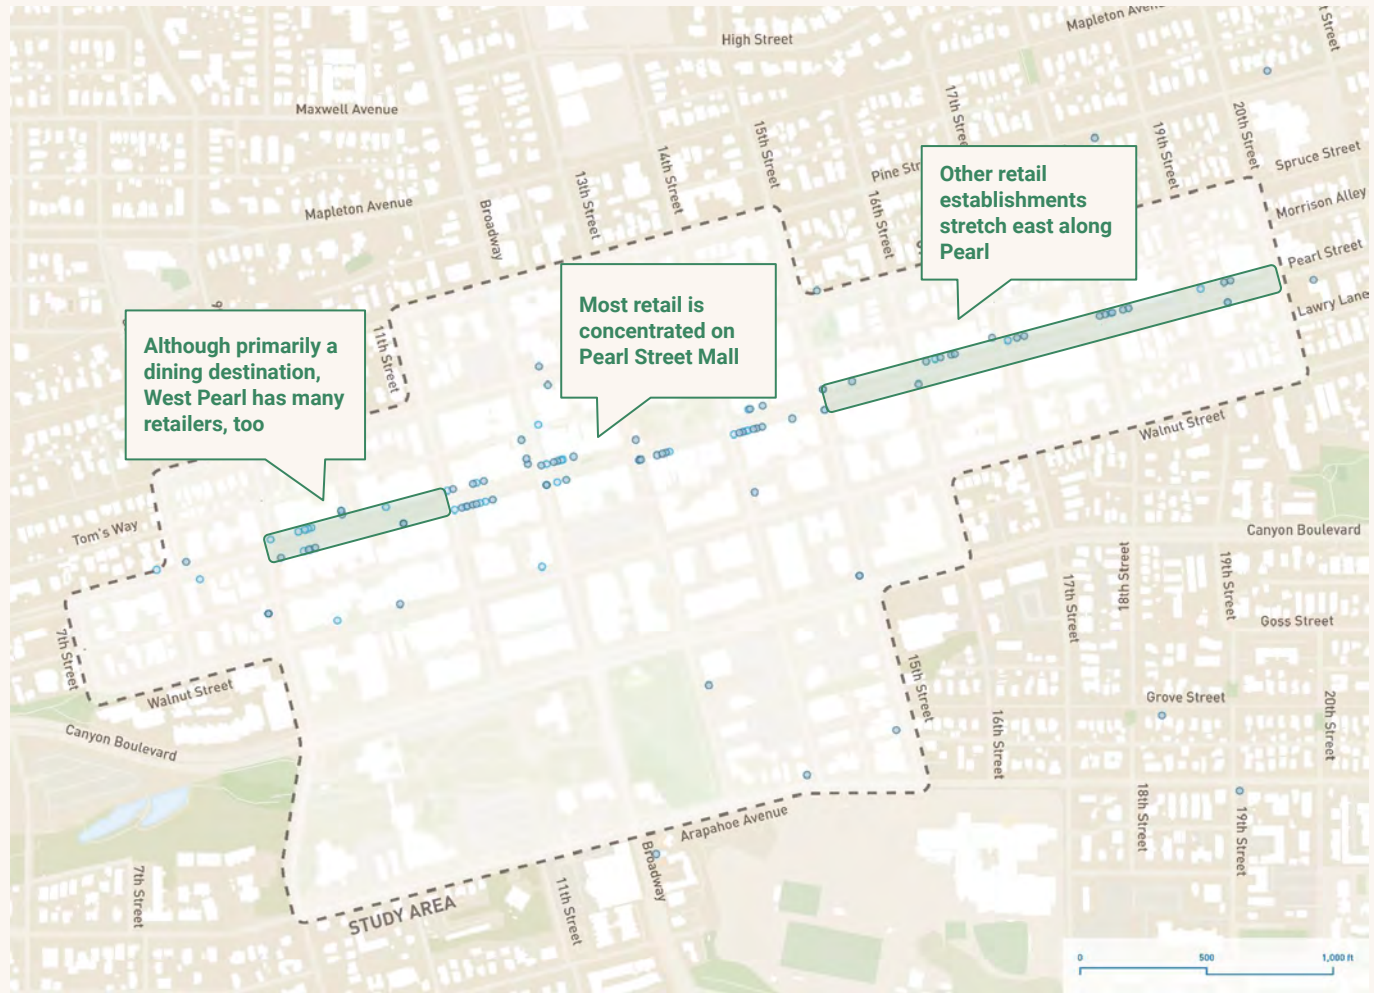 High Street
Mapleton Avenue
Maxwell Avenue
15th Street
17th Street
19th Street
20th Street
Spruce Street
14th Street
13th Street
Pine
16th Street
Morrison Alley
Mapleton Avenue
Broadway
Pearl Street
Lawry Lane
11th Street
Other retail
establishments
stretch east along
Pearl
Most retail is
concentrated on
Pearl Street Mall
Although primarily a
dining destination,
West Pearl has many
retailers, too
Walnut Street
Tom's Way
Canyon Boulevard
18th Street
19th Street
17th Street
Goss Street
7th Street
Walnut Street
15th Street
Grove Street
16th Street
20th Street
Canyon Boulevard
18th Street
19th Street
Arapahoe Avenue
Broadway
7th Street
11th Street
STUDY AREA
0 500 1,000 ft